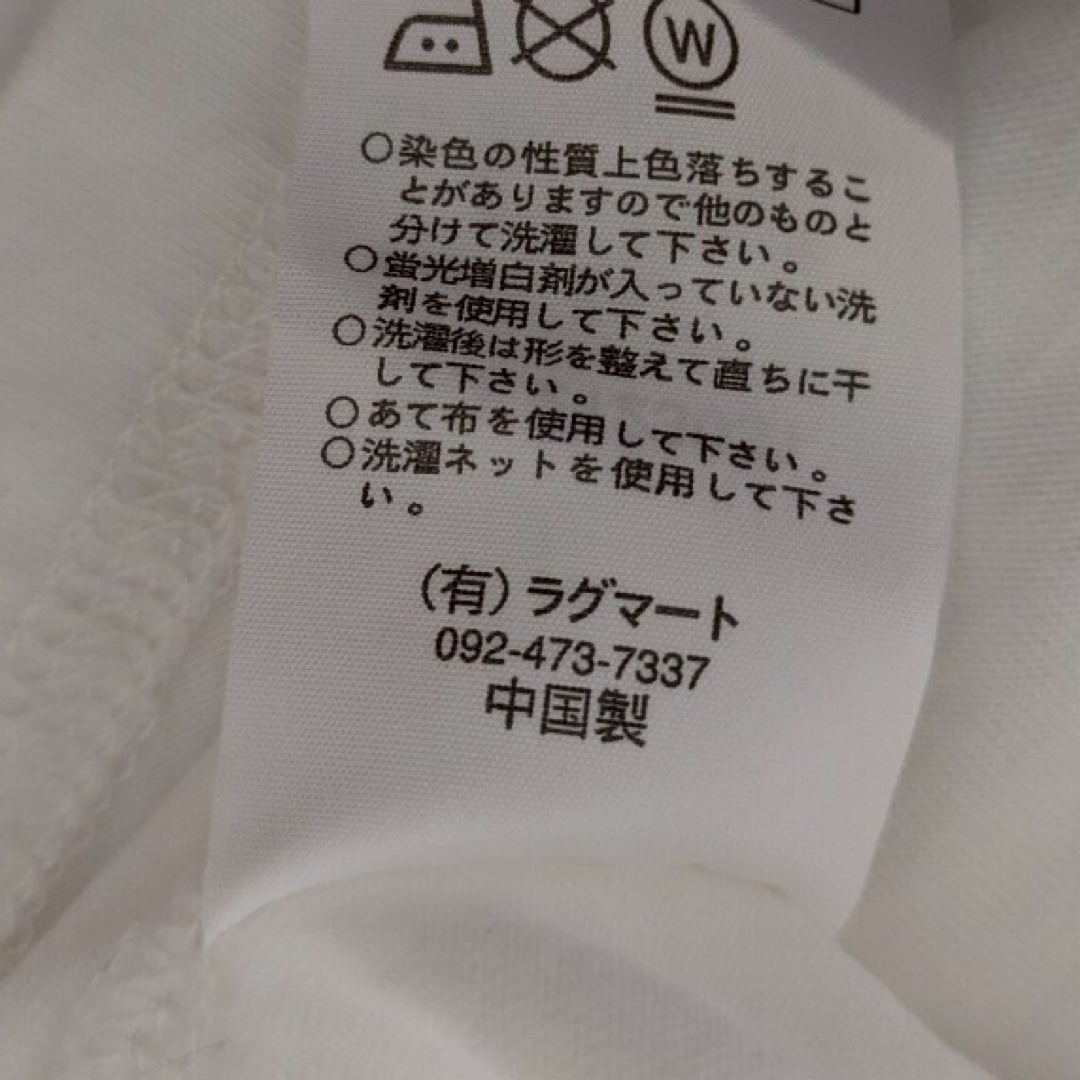 W
○染色の性質上色落ちするこ
とがありますので他のものと
分けて洗濯して下さい。
○蛍光増白剤が入っていない洗
剤を使用して下さい。
○洗濯後は形を整えて直ちに干
して下さい。
○あて布を使用して下さい。
○洗濯ネットを使用して下さ
い。
(有)ラグマート
092-473-7337
中国製